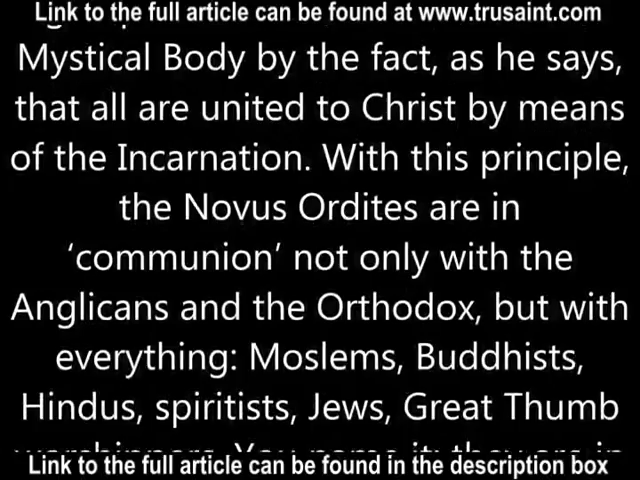 Link to the full article can be found at www.trusaint.com
Mystical Body by the fact, as he says,
that all are united to Christ by means
of the Incarnation. With this principle,
the Novus Ordites are in
‘communion’ not only with the
Anglicans and the Orthodox, but with
everything: Moslems, Buddhists,
Hindus, spiritists, Jews, Great Thumb
Link to the full article can be found in the description box